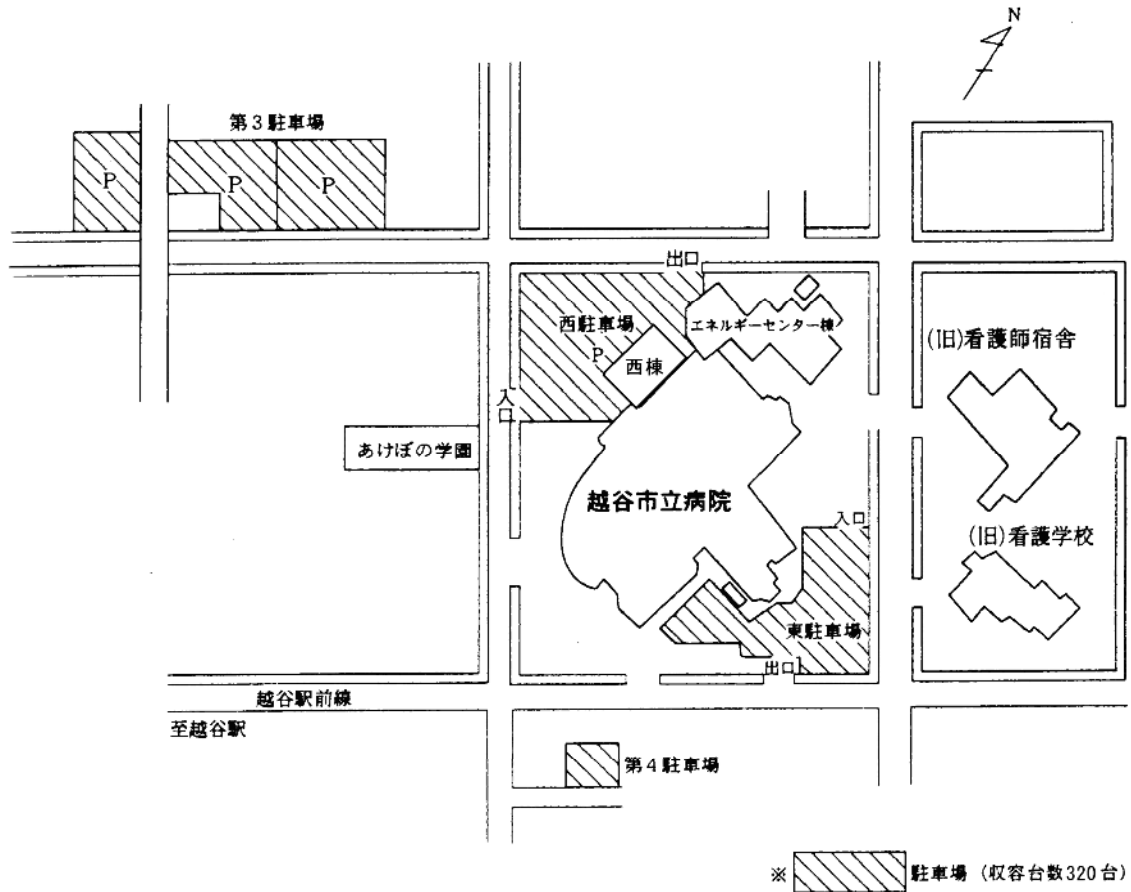 N
第3駐車場
P
P
P
出口
西駐車場
エネルギーセンター棟
P
西棟
(旧)看護師宿舎
入口
あけぼの学園
越谷市立病院
入口
(旧)看護学校
東駐車場
出口
越谷駅前線
至越谷駅
第4駐車場
※ 駐車場 (収容台数320台)